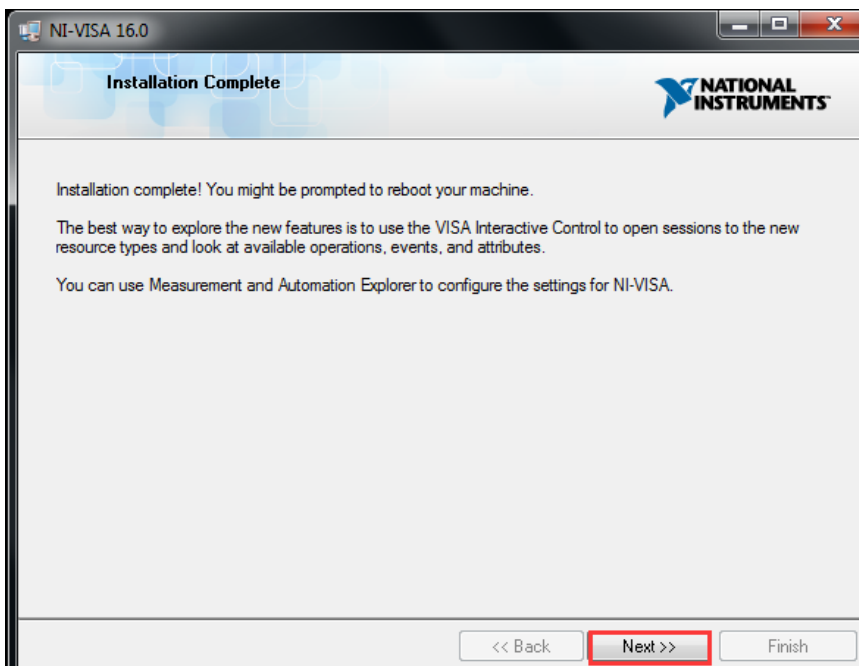 NI-VISA 16.0
Installation Complete
NATIONAL
INSTRUMENTS™
Installation complete! You might be prompted to reboot your machine.
The best way to explore the new features is to use the VISA Interactive Control to open sessions to the new
resource types and look at available operations, events, and attributes.
You can use Measurement and Automation Explorer to configure the settings for NI-VISA.
<< Back
Next >>
Finish